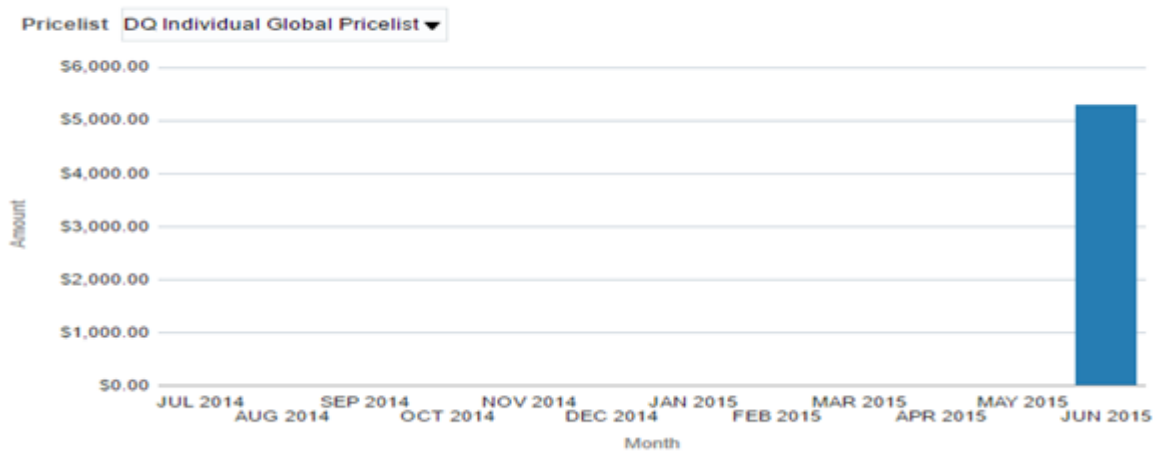 Pricelist DQ Individual Global Pricelist
$6,000.00
$5,000.00
$4,000.00
$3,000.00
$2,000.00
$1,000.00
$0.00
Amount
JUL 2014 AUG 2014 SEP 2014 OCT 2014 NOV 2014 DEC 2014 JAN 2015 FEB 2015 MAR 2015 APR 2015 MAY 2015 JUN 2015
Month